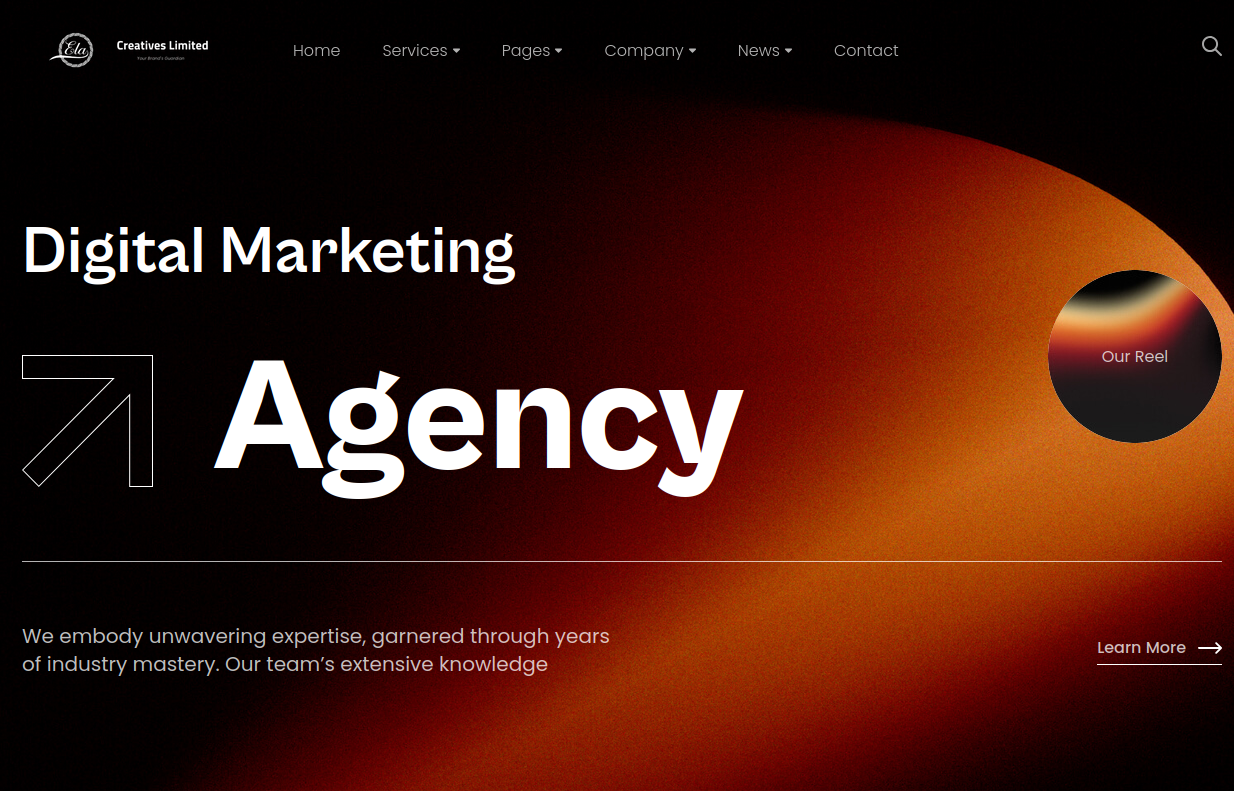 Ela
Creatives Limited
Your Brand's Guardian
Home
Services
Pages
Company
News
Contact
Digital Marketing
Agency
Our Reel
We embody unwavering expertise, garnered through years
of industry mastery. Our team’s extensive knowledge
Learn More